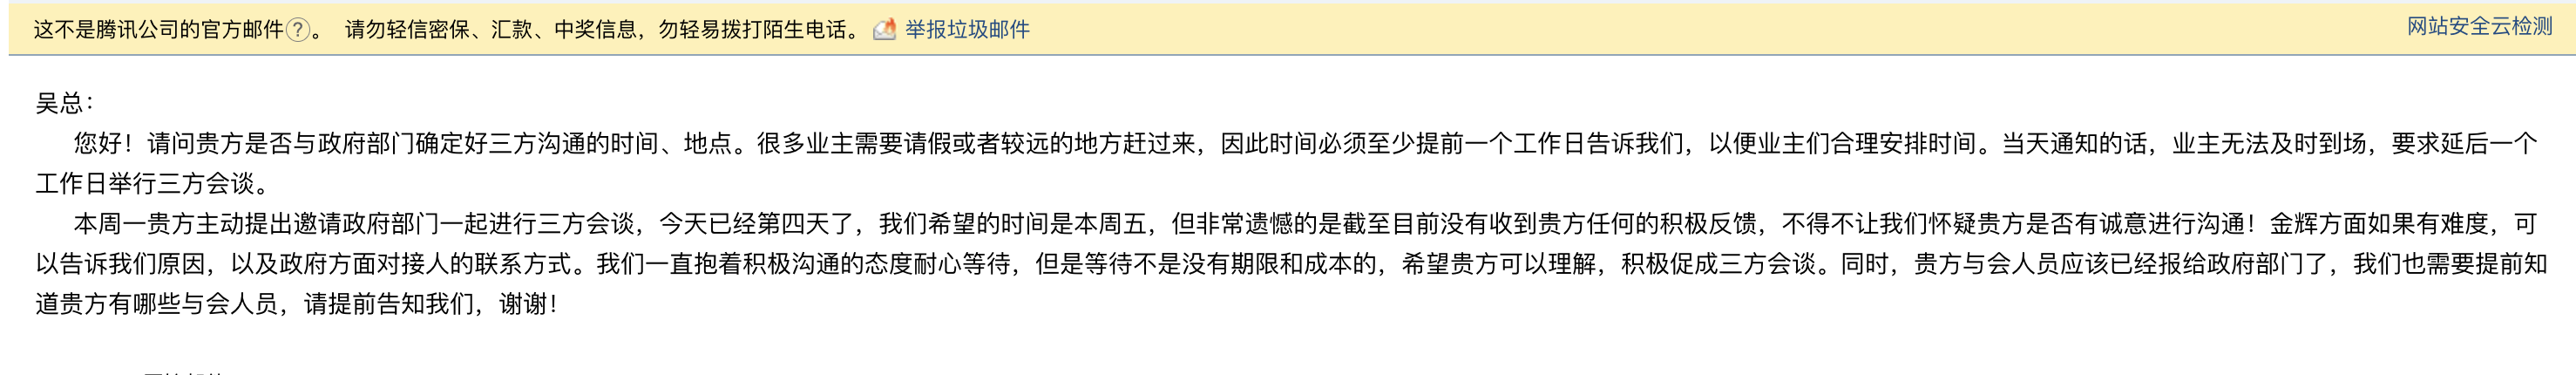 这不是腾讯公司的官方邮件?。 请勿轻信密保、汇款、中奖信息，勿轻易拨打陌生电话。 举报垃圾邮件 网站安全云检测
吴总：
您好！请问贵方是否与政府部门确定好三方沟通的时间、地点。很多业主需要请假或者较远的地方赶过来，因此时间必须至少提前一个工作日告诉我们，以便业主们合理安排时间。当天通知的话，业主无法及时到场，要求延后一个
工作日举行三方会谈。
本周一贵方主动提出邀请政府部门一起进行三方会谈，今天已经第四天了，我们希望的时间是本周五，但非常遗憾的是截至目前没有收到贵方任何的积极反馈，不得不让我们怀疑贵方是否有诚意进行沟通！金辉方面如果有难度，可
以告诉我们原因，以及政府方面对接人的联系方式。我们一直抱着积极沟通的态度耐心等待，但是等待不是没有期限和成本的，希望贵方可以理解，积极促成三方会谈。同时，贵方与会人员应该已经报给政府部门了，我们也需要提前知
道贵方有哪些与会人员，请提前告知我们，谢谢！